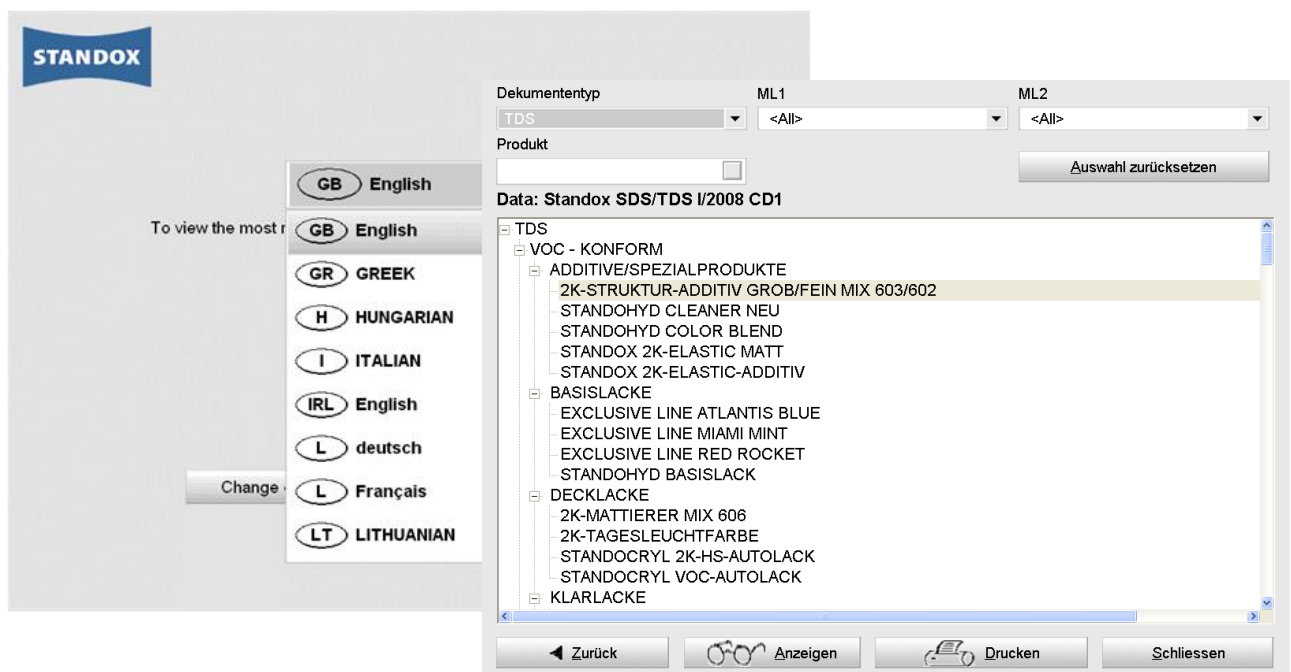 STANDOX
GB English
To view the most
GB English
GR GREEK
H HUNGARIAN
I ITALIAN
IRL English
L deutsch
L Français
LT LITHUANIAN
Change
Dekumententyp ML1 ML2
TDS <All> <All>
Produkt
Auswahl zurücksetzen
Data: Standox SDS/TDS I/2008 CD1
TDS
VOC - KONFORM
ADDITIVE/SPEZIALPRODUKTE
2K-STRUKTUR-ADDITIV GROB/FEIN MIX 603/602
STANDOHYD CLEANER NEU
STANDOHYD COLOR BLEND
STANDOX 2K-ELASTIC MATT
STANDOX 2K-ELASTIC-ADDITIV
BASISLACKE
EXCLUSIVE LINE ATLANTIS BLUE
EXCLUSIVE LINE MIAMI MINT
EXCLUSIVE LINE RED ROCKET
STANDOHYD BASISLACK
DECKLACKE
2K-MATTIERER MIX 606
2K-TAGESLEUCHTFARBE
STANDOCRYL 2K-HS-AUTOLACK
STANDOCRYL VOC-AUTOLACK
KLARLACKE
Zurück Anzeigen Drucken Schliessen